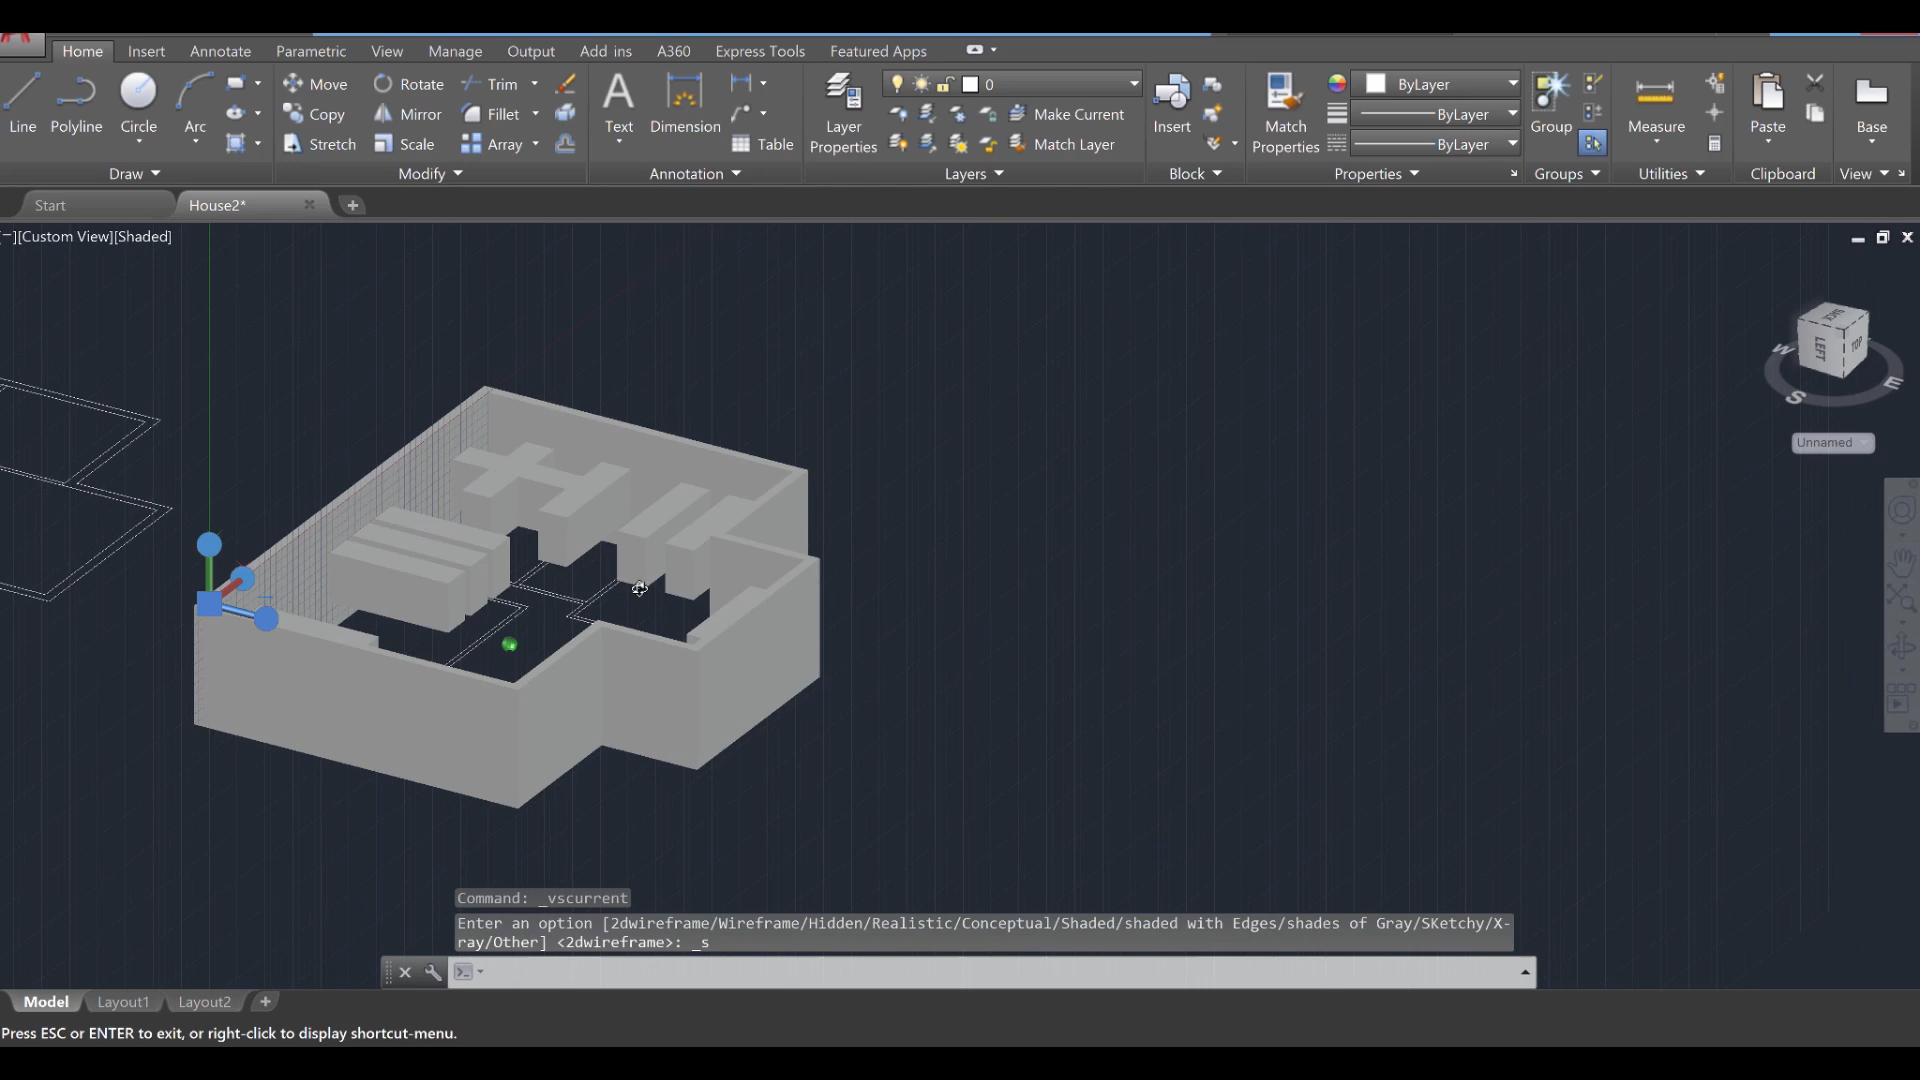 Home Insert Annotate Parametric View Manage Output Add ins A360 Express Tools Featured Apps
Line Polyline Circle Arc
Move Rotate Trim
Copy Mirror Fillet
Stretch Scale Array
Text Dimension Table
Layer Properties
0
Make Current
Match Layer
Insert
Match Properties
ByLayer
ByLayer
ByLayer
Group
Measure
Paste
Base
Draw Modify Annotation Layers Block Properties Groups Utilities Clipboard View
Start House2*
[Custom View][Shaded]
BACK
LEFT TOP
W
E
S
Unnamed
Command: _vscurrent
Enter an option [2dwireframe/Wireframe/Hidden/Realistic/Conceptual/Shaded/shaded with Edges/shades of Gray/SKetchy/X-
ray/Other] <2dwireframe>: _s
Model Layout1 Layout2
Press ESC or ENTER to exit, or right-click to display shortcut-menu.